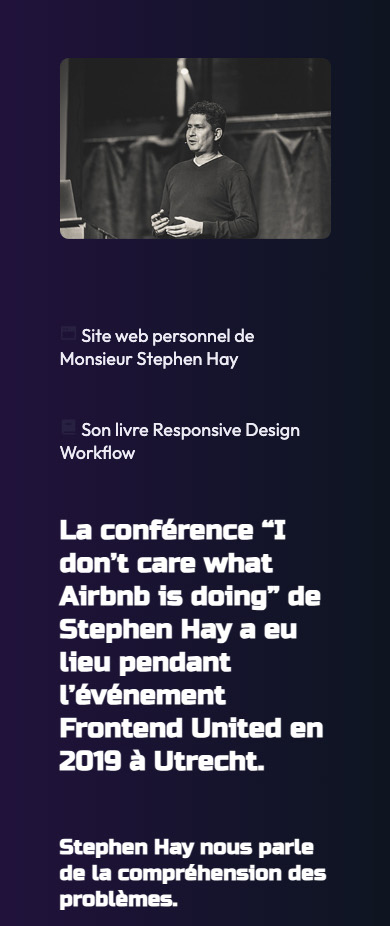 Site web personnel de
Monsieur Stephen Hay
Son livre Responsive Design
Workflow
La conférence “I
don’t care what
Airbnb is doing” de
Stephen Hay a eu
lieu pendant
l’événement
Frontend United en
2019 à Utrecht.
Stephen Hay nous parle
de la compréhension des
problèmes.